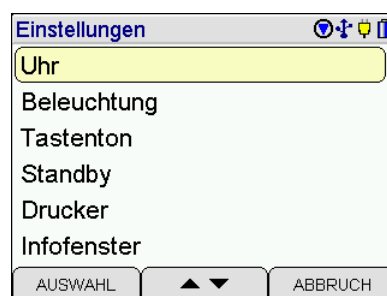 Einstellungen
Uhr
Beleuchtung
Tastenton
Standby
Drucker
Infofenster
AUSWAHL ABBRUCH